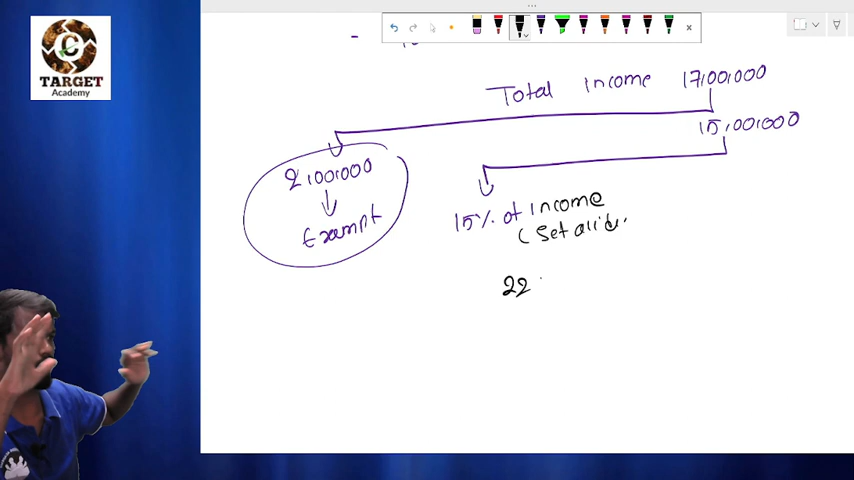 TARGET
Academy
Total income 17,00,000
15,00,000
2,00,000
Exampt
15% of Income
(Set aside.
22